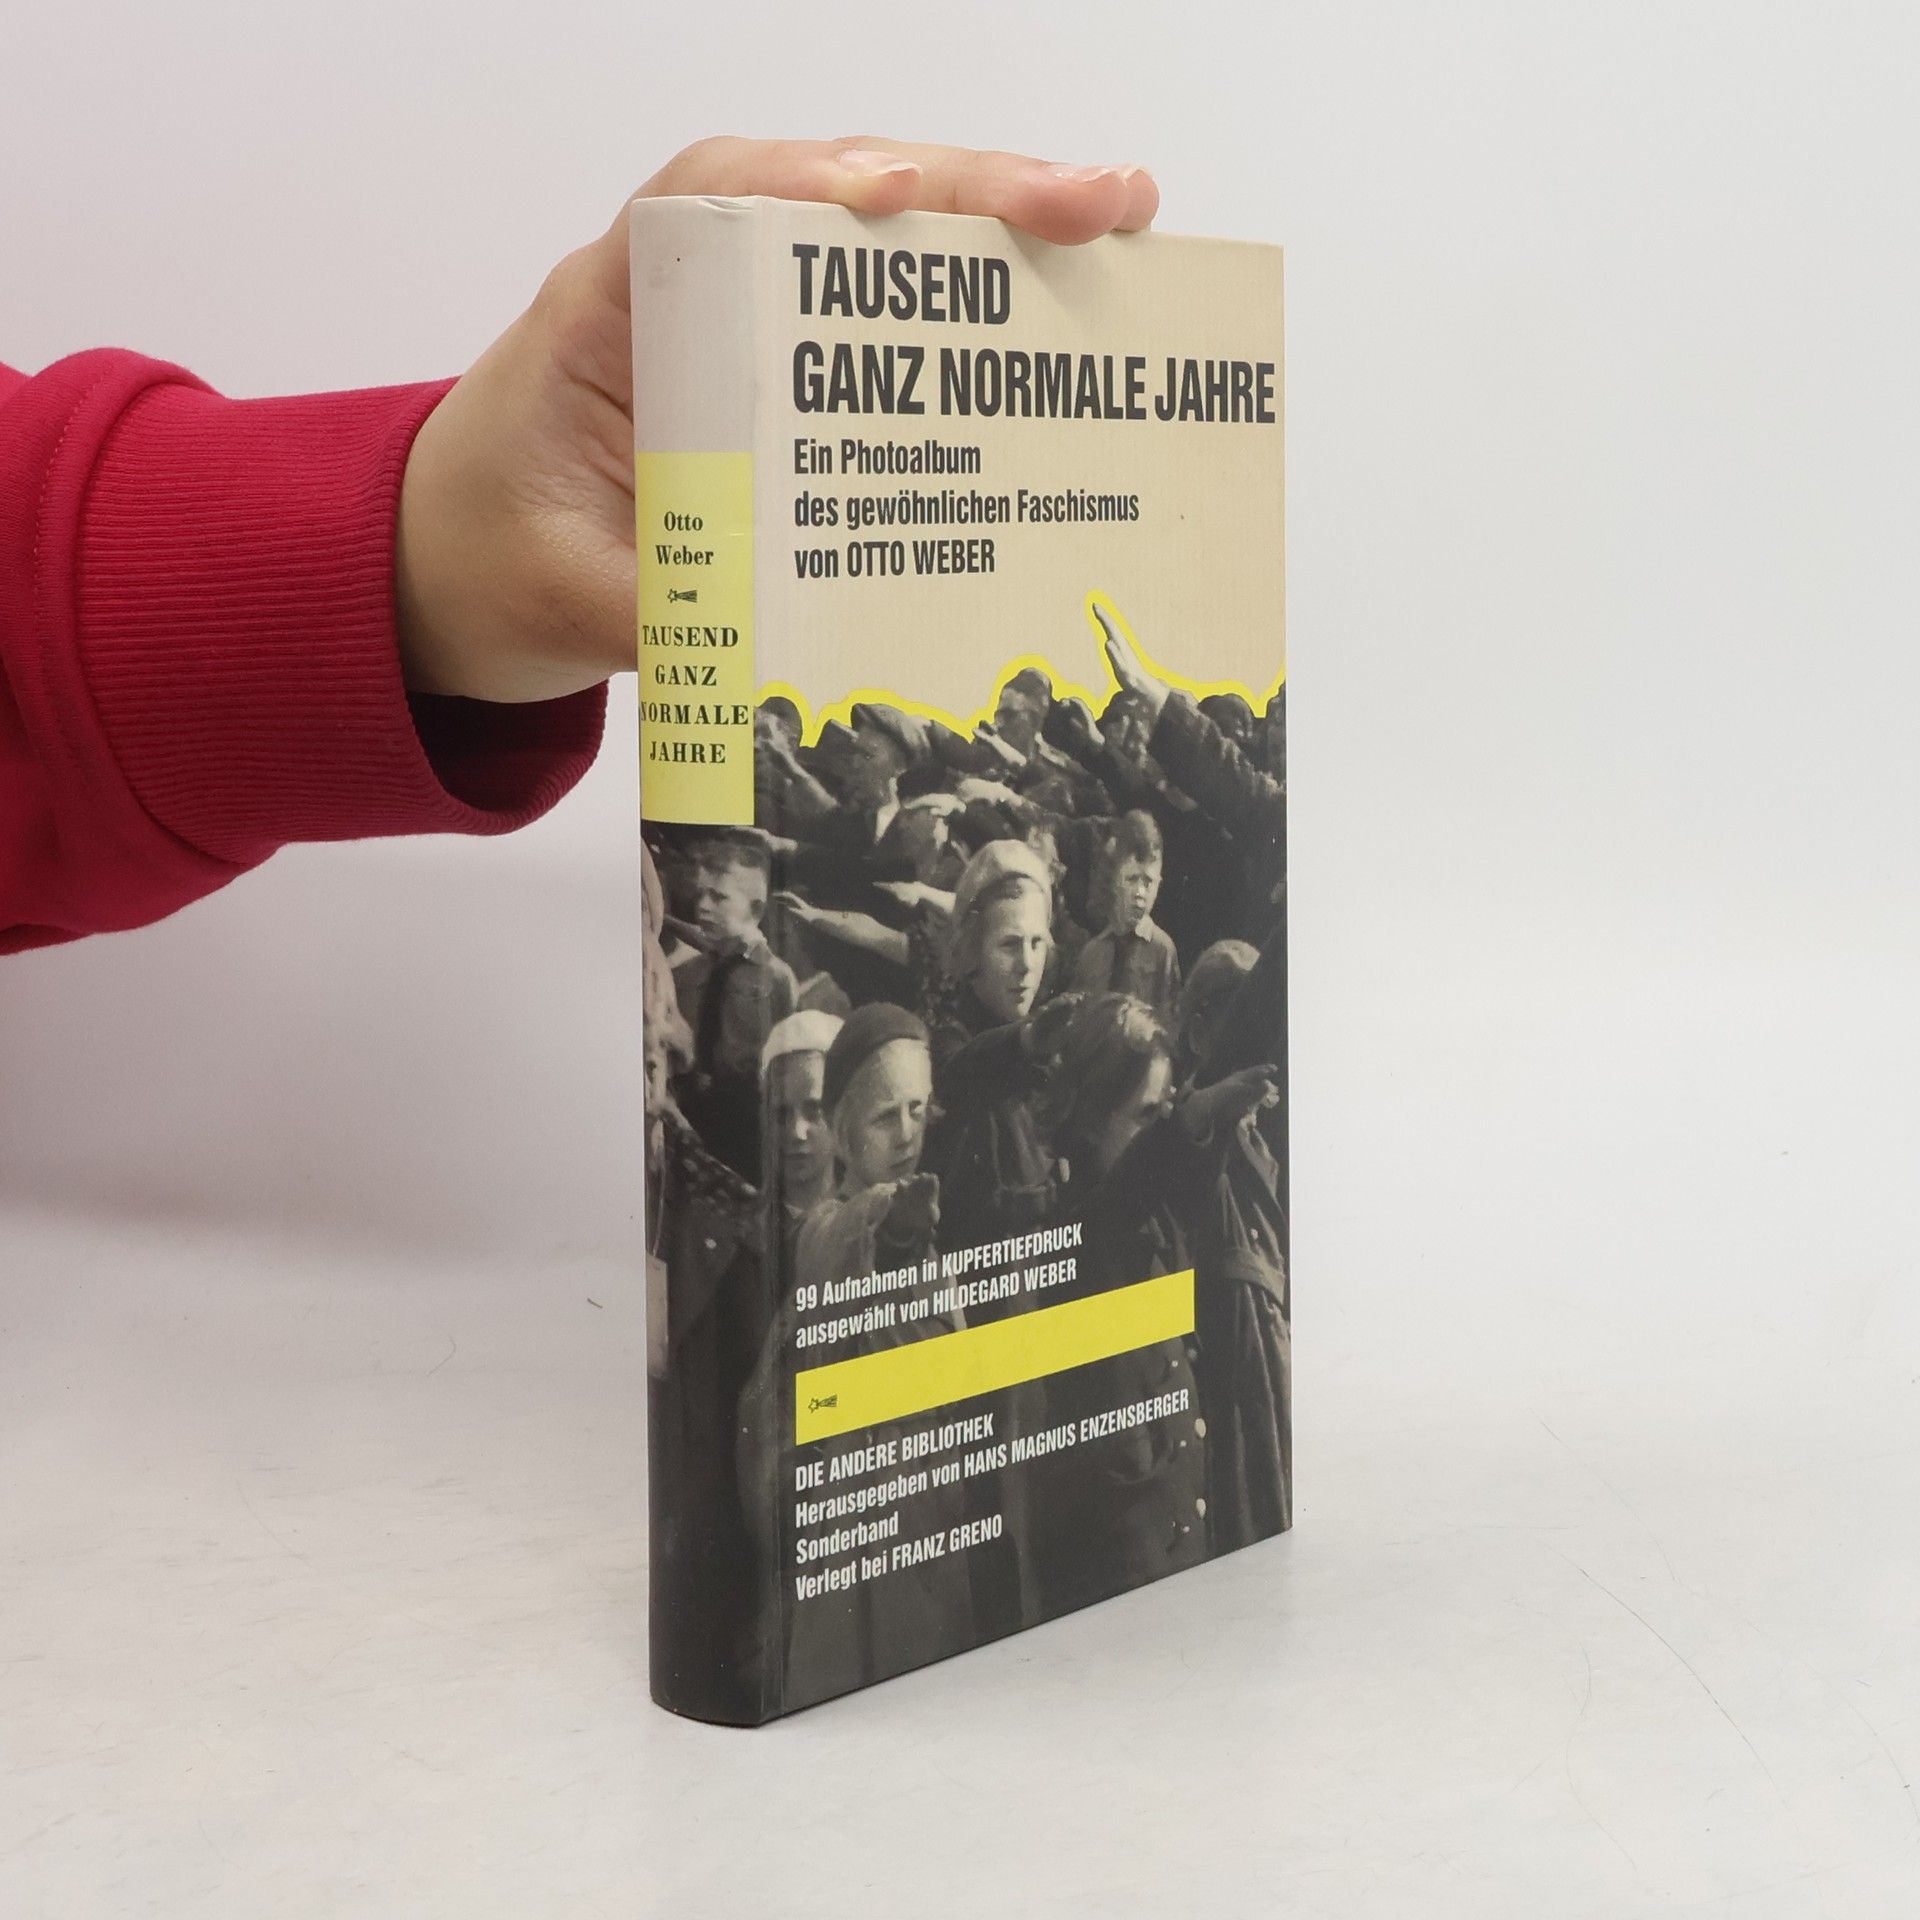 Otto
Weber
TAUSEND
GANZ
NORMALE
JAHRE
TAUSEND
GANZ NORMALE JAHRE
Ein Photoalbum
des gewöhnlichen Faschismus
von OTTO WEBER
99 Aufnahmen in KUPFERTIEFDRUCK
ausgewählt von HILDEGARD WEBER
DIE ANDERE BIBLIOTHEK
Herausgegeben von HANS MAGNUS ENZENSBERGER
Sonderband
Verlegt bei FRANZ GRENO